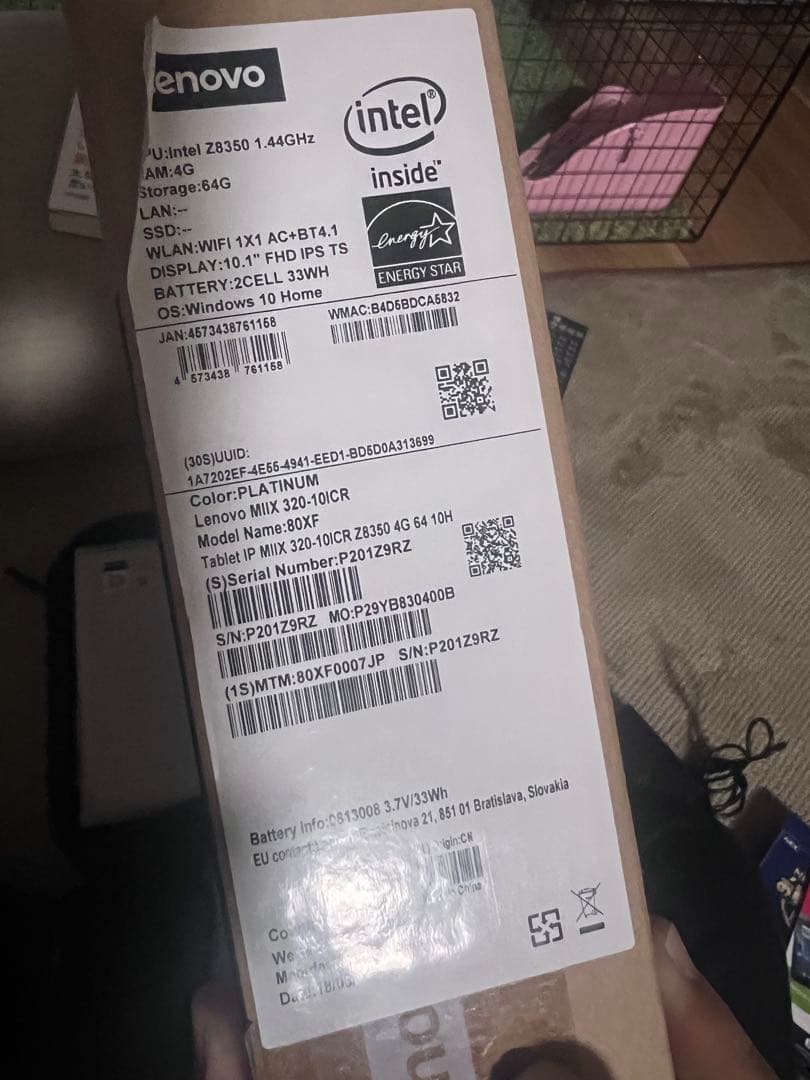 enovo
intel®
inside™
U:Intel Z8350 1.44GHz
AM:4G
Storage:64G
LAN:--
SSD:--
WLAN:WIFI 1X1 AC+BT4.1
DISPLAY:10.1" FHD IPS TS
BATTERY:2CELL 33WH
OS:Windows 10 Home
energy
ENERGY STAR
JAN:4573438761158
4 573438 761158
WMAC:B4D5BDCA5832
(30S)UUID:
1A7202EF-4E55-4941-EED1-BD5D0A313699
Color:PLATINUM
Lenovo MIIX 320-10ICR
Model Name:80XF
Tablet IP MIIX 320-10ICR Z8350 4G 64 10H
(S)Serial Number:P201Z9RZ
S/N:P201Z9RZ MO:P29YB830400B
(1S)MTM:80XF0007JP S/N:P201Z9RZ
Battery Info: 3.7V/33Wh
EU 21, 851 01 Bratislava, Slovakia
:CN
China